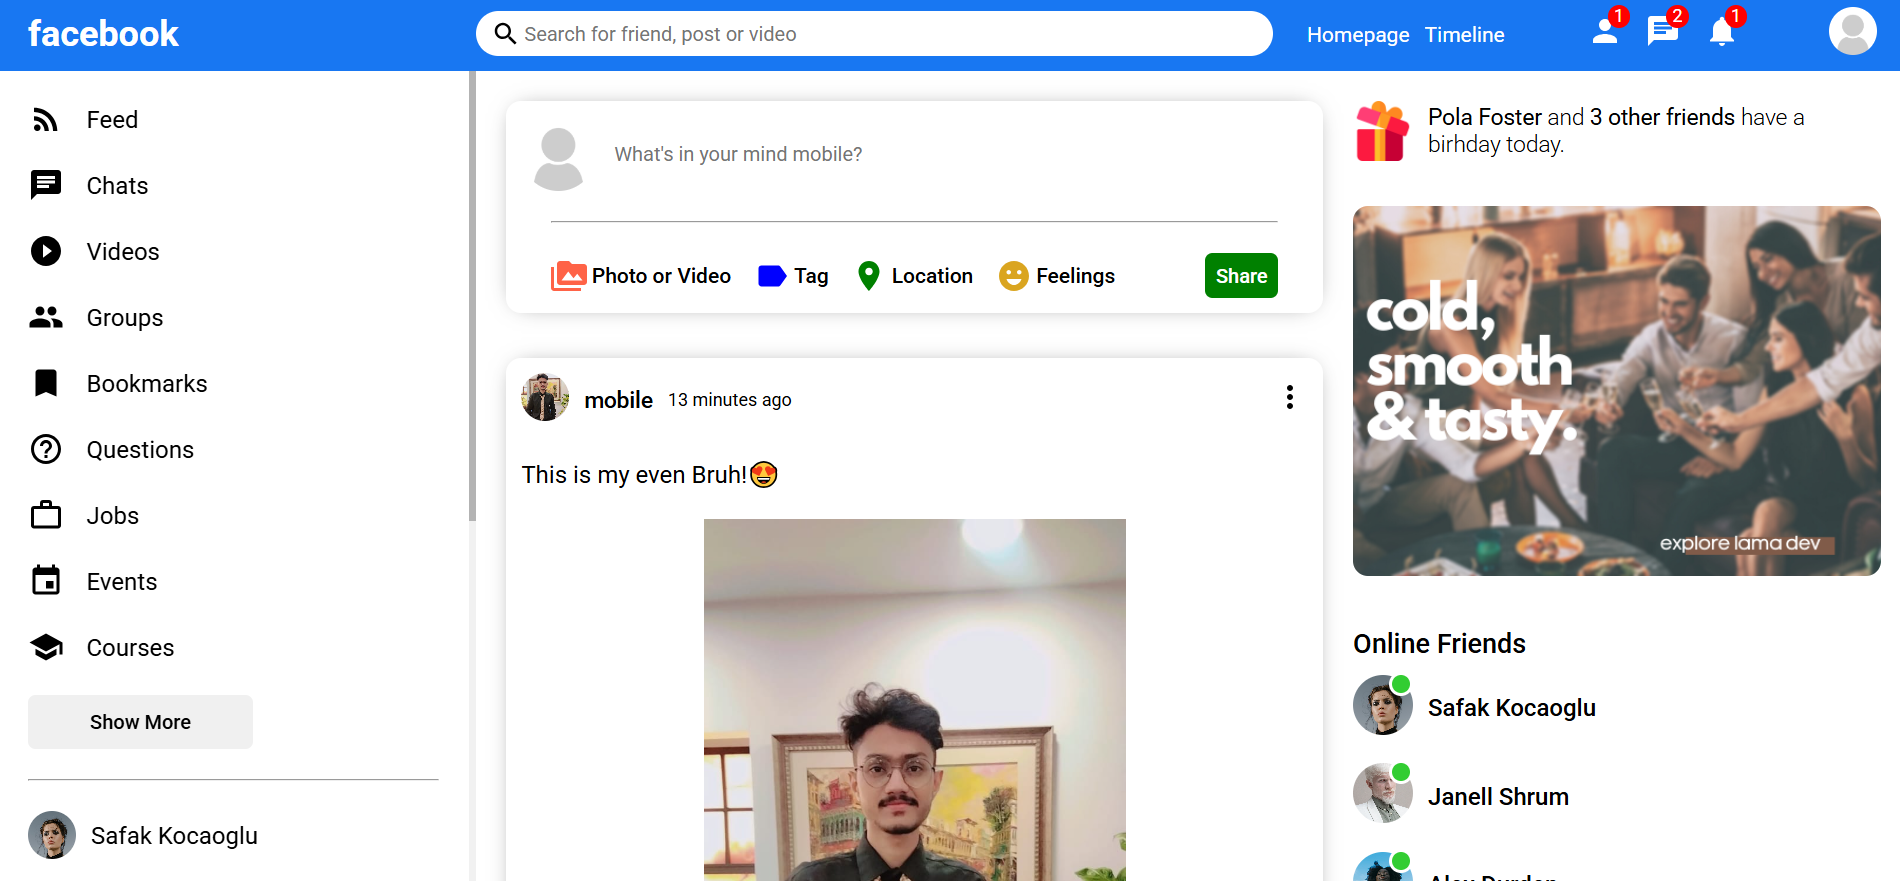 facebook
Search for friend, post or video
Homepage Timeline
1
2
1
Feed
Chats
Videos
Groups
Bookmarks
Questions
Jobs
Events
Courses
Show More
Safak Kocaoglu
What's in your mind mobile?
Photo or Video
Tag
Location
Feelings
Share
mobile 13 minutes ago
This is my even Bruh!😍
Pola Foster and 3 other friends have a
birhday today.
cold,
smooth
& tasty.
explore lama dev
Online Friends
Safak Kocaoglu
Janell Shrum